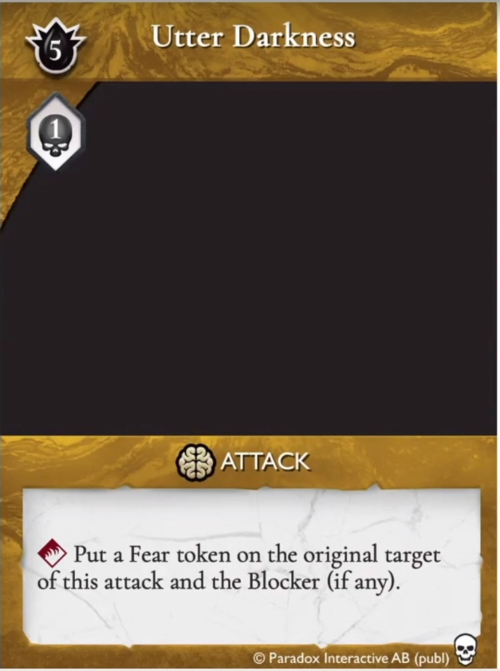 5
Utter Darkness
1
ATTACK
Put a Fear token on the original target
of this attack and the Blocker (if any).
© Paradox Interactive AB (publ)